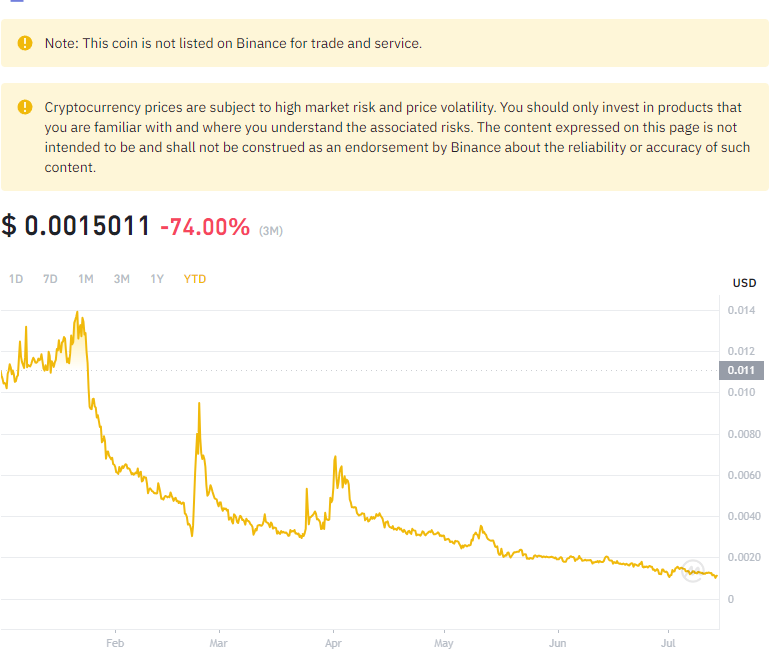 Note: This coin is not listed on Binance for trade and service.
Cryptocurrency prices are subject to high market risk and price volatility. You should only invest in products that
you are familiar with and where you understand the associated risks. The content expressed on this page is not
intended to be and shall not be construed as an endorsement by Binance about the reliability or accuracy of such
content.
$ 0.0015011 -74.00% (3M)
1D 7D 1M 3M 1Y YTD
USD
0.014
0.012
0.011
0.010
0.0080
0.0060
0.0040
0.0020
0
Feb Mar Apr May Jun Jul